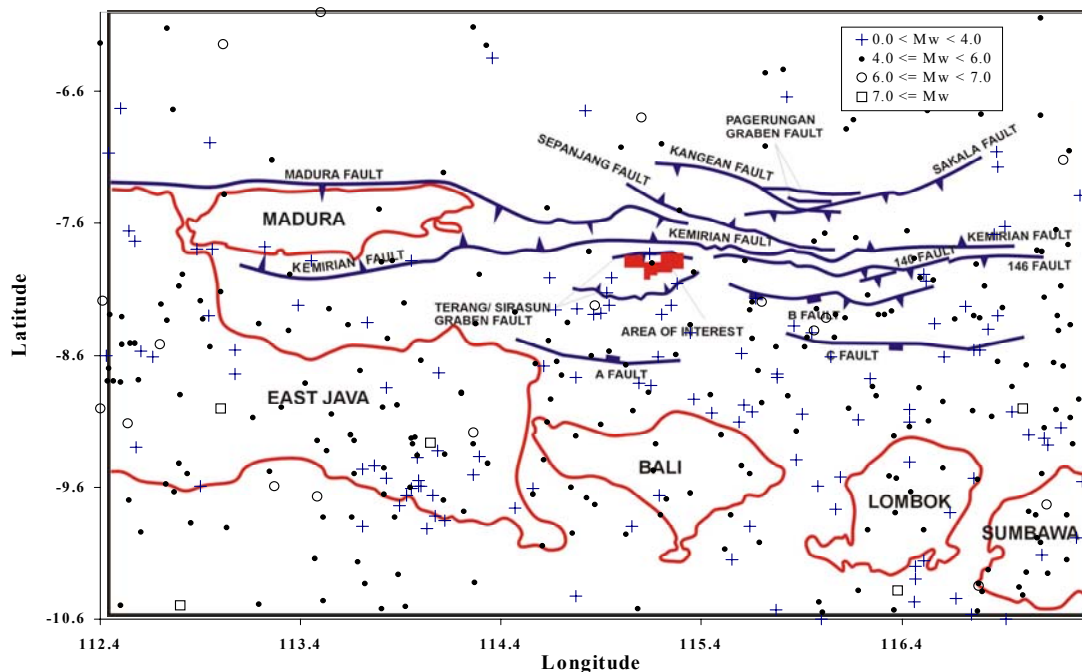 0.0 < Mw < 4.0
4.0 <= Mw < 6.0
6.0 <= Mw < 7.0
7.0 <= Mw
-6.6
PAGERUNGAN
GRABEN FAULT
SEPANJANG FAULT
KANGEAN FAULT
SAKALA FAULT
MADURA FAULT
MADURA
-7.6
KEMIRIAN FAULT
KEMIRIAN FAULT
KEMIRIAN FAULT
140 FAULT
146 FAULT
TERANG/ SIRASUN
GRABEN FAULT
AREA OF INTEREST
B FAULT
-8.6
A FAULT
C FAULT
EAST JAVA
BALI
-9.6
LOMBOK
SUMBAWA
-10.6
112.4
113.4
114.4
115.4
116.4
Latitude
Longitude